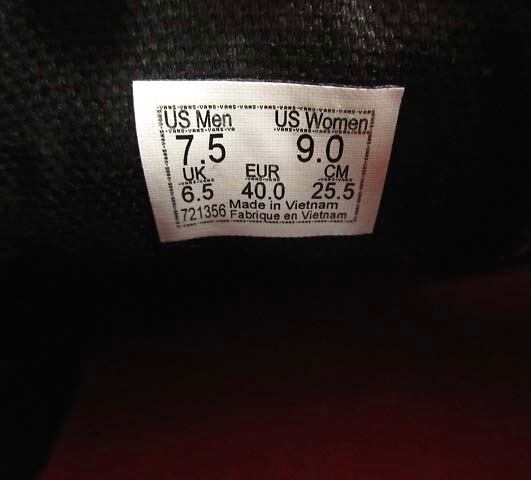 US Men US Women
7.5 9.0
UK EUR CM
6.5 40.0 25.5
721356 Made in Vietnam
Fabrique en Vietnam